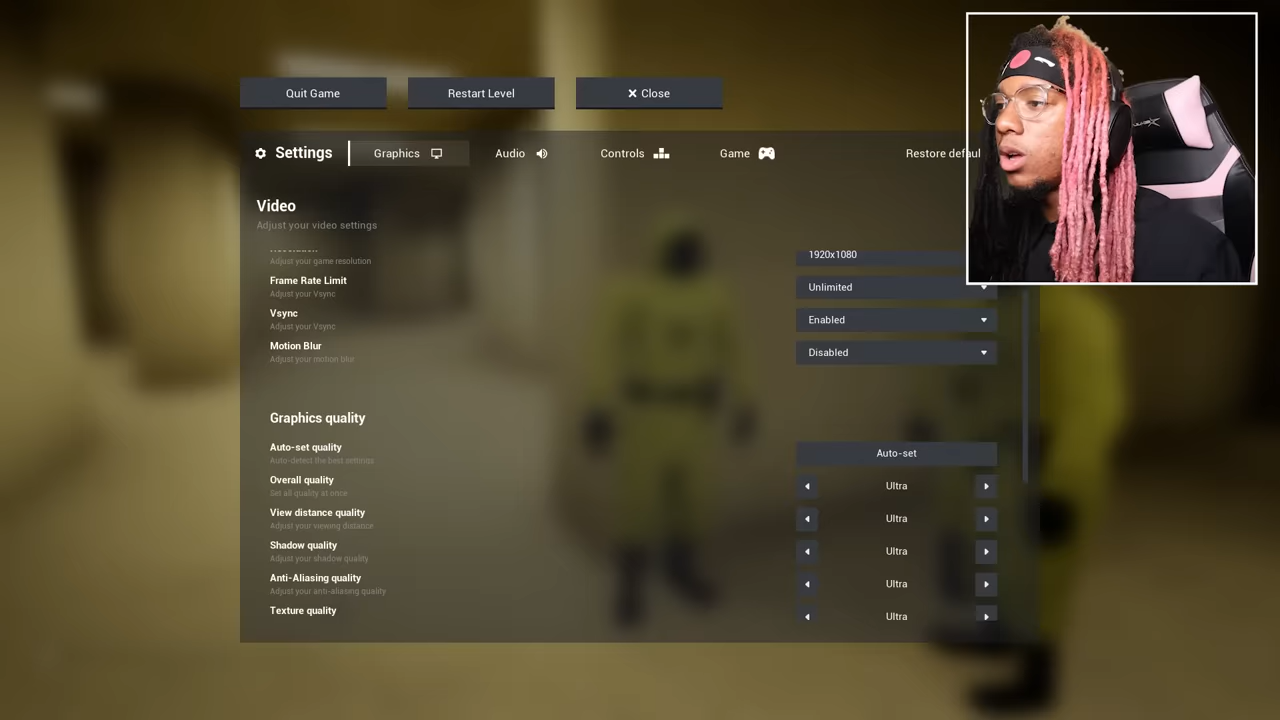 Quit Game
Restart Level
Close
Settings
Graphics
Audio
Controls
Game
Restore defaul
Video
Adjust your video settings
1920x1080
Adjust your game resolution
Frame Rate Limit
Adjust your Vsync
Unlimited
Vsync
Adjust your Vsync
Enabled
Motion Blur
Adjust your motion blur
Disabled
Graphics quality
Auto-set quality
Auto-detect the best settings
Auto-set
Overall quality
Set all quality at once
Ultra
View distance quality
Adjust your viewing distance
Ultra
Shadow quality
Adjust your shadow quality
Ultra
Anti-Aliasing quality
Adjust your anti-aliasing quality
Ultra
Texture quality
Ultra